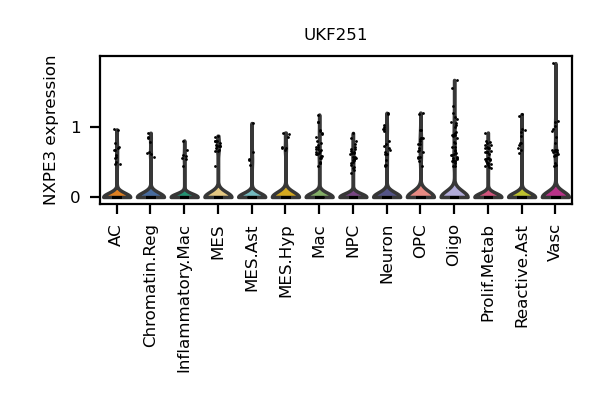 UKF251
NXPE3 expression
1
0
AC
Chromatin.Reg
Inflammatory.Mac
MES
MES.Ast
MES.Hyp
Mac
NPC
Neuron
OPC
Oligo
Prolif.Metab
Reactive.Ast
Vasc